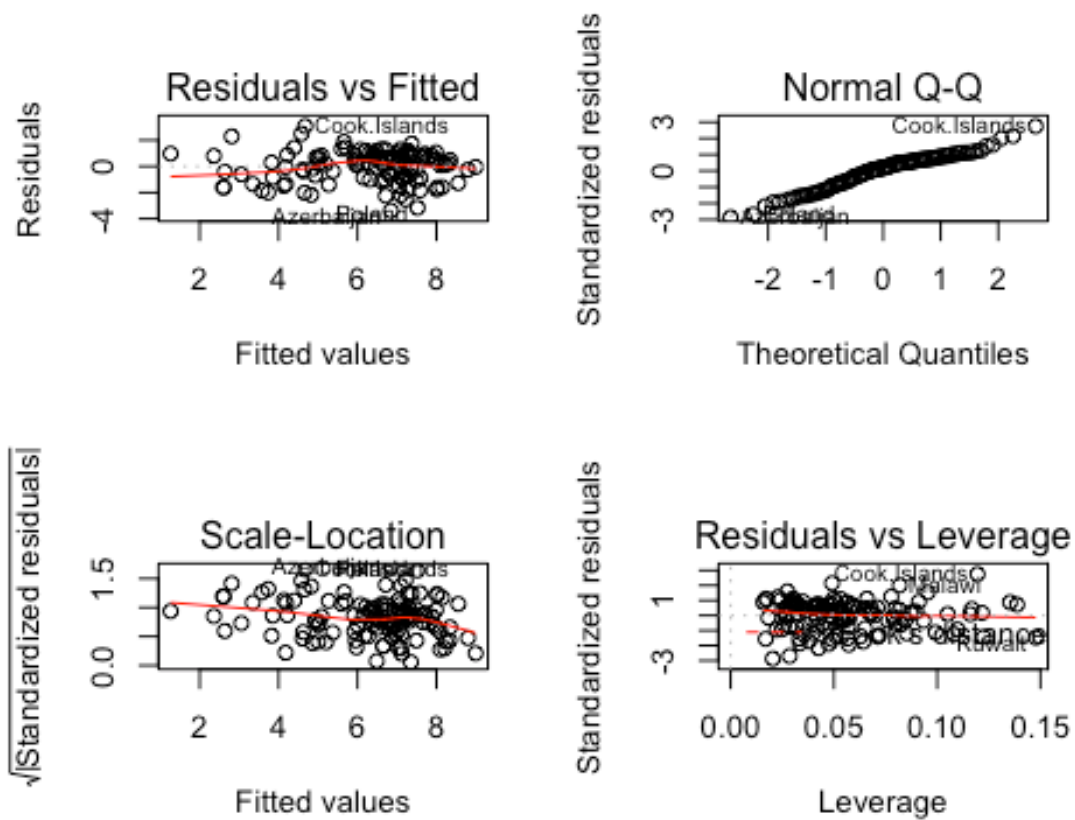 Residuals vs Fitted
Residuals
Cook.Islands
Azerbaijan
0
-4
2 4 6 8
Fitted values
Normal Q-Q
Standardized residuals
Cook.Islands
3
0
-3
-2 -1 0 1 2
Theoretical Quantiles
Scale-Location
√|Standardized residuals|
1.5
0.0
2 4 6 8
Fitted values
Residuals vs Leverage
Standardized residuals
Cook.Islands
Malawi
Cook's distance
Kuwait
1
-3
0.00 0.05 0.10 0.15
Leverage